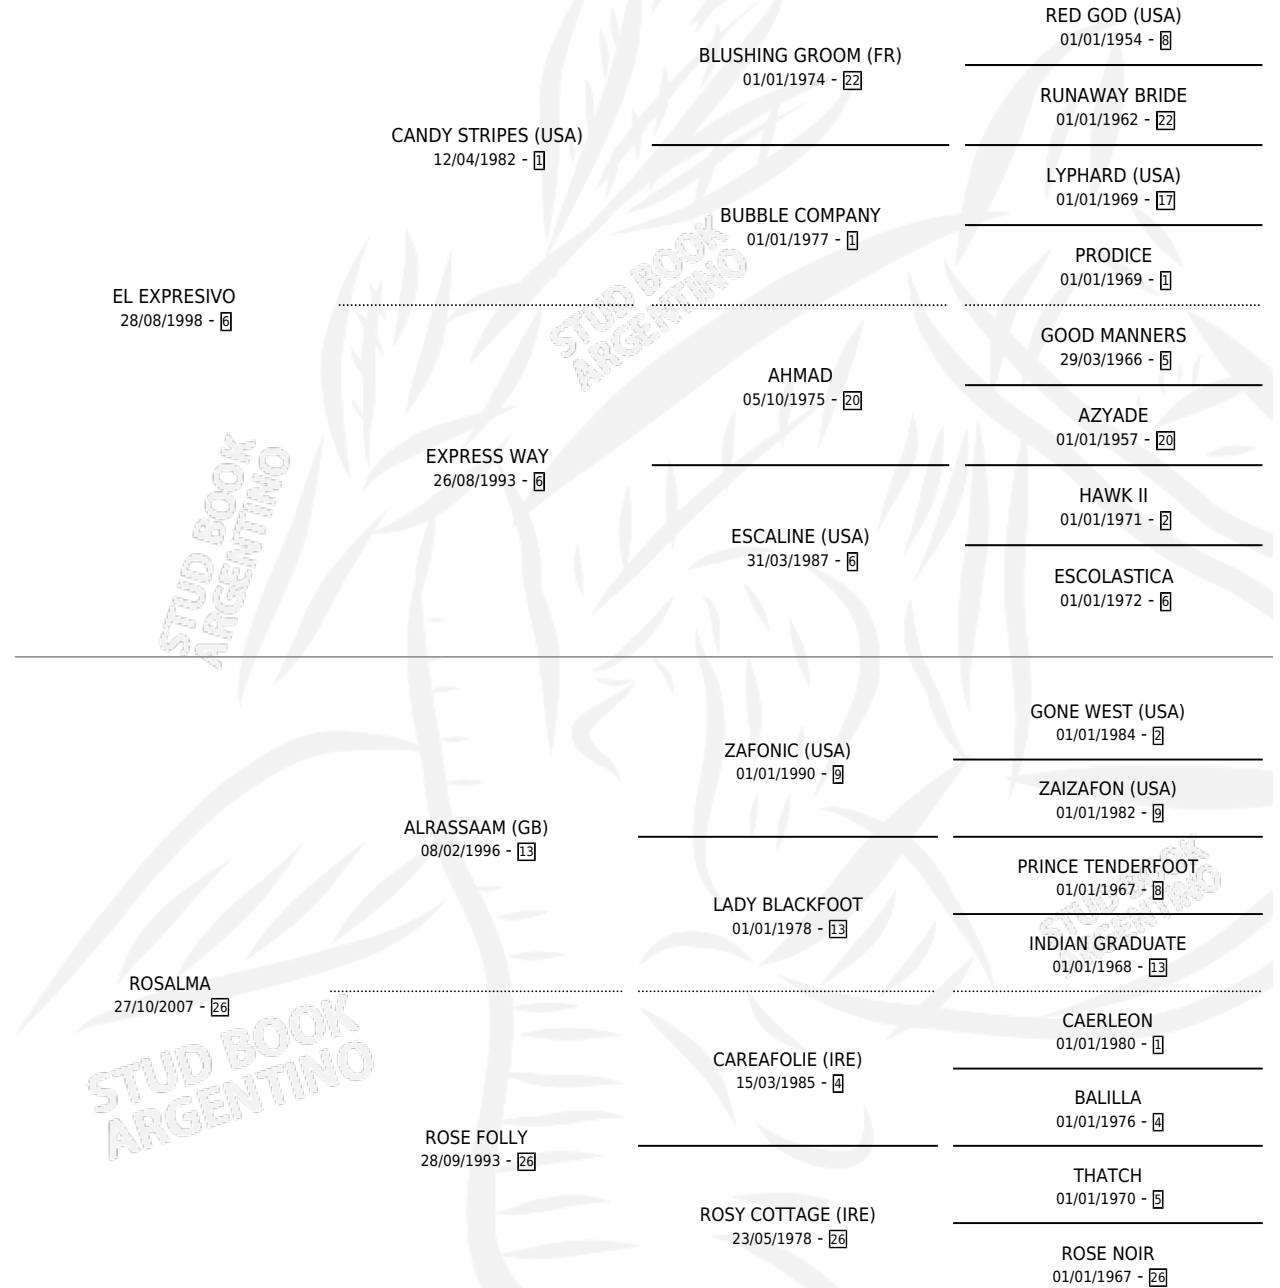 RED GOD (USA)
01/01/1954 - 8
BLUSHING GROOM (FR)
01/01/1974 - 22
RUNAWAY BRIDE
01/01/1962 - 22
CANDY STRIPES (USA)
12/04/1982 - 1
LYPHARD (USA)
01/01/1969 - 17
BUBBLE COMPANY
01/01/1977 - 1
PRODICE
01/01/1969 - 1
EL EXPRESIVO
28/08/1998 - 6
STUD BOOK
ARGENTINO
GOOD MANNERS
29/03/1966 - 5
AHMAD
05/10/1975 - 20
AZYADE
01/01/1957 - 20
EXPRESS WAY
26/08/1993 - 6
HAWK II
01/01/1971 - 2
ESCALINE (USA)
31/03/1987 - 6
ESCOLASTICA
01/01/1972 - 6
STUD BOOK
ARGENTINO
GONE WEST (USA)
01/01/1984 - 2
ZAFONIC (USA)
01/01/1990 - 9
ZAIZAFON (USA)
01/01/1982 - 9
ALRASSAAM (GB)
08/02/1996 - 13
PRINCE TENDERFOOT
01/01/1967 - 8
STUD BOOK
ARGENTINO
LADY BLACKFOOT
01/01/1978 - 13
INDIAN GRADUATE
01/01/1968 - 13
ROSALMA
27/10/2007 - 26
CAERLEON
01/01/1980 - 1
CAREAFOLIE (IRE)
15/03/1985 - 4
STUD BOOK
ARGENTINO
BALILLA
01/01/1976 - 4
ROSE FOLLY
28/09/1993 - 26
THATCH
01/01/1970 - 5
ROSY COTTAGE (IRE)
23/05/1978 - 26
ROSE NOIR
01/01/1967 - 26